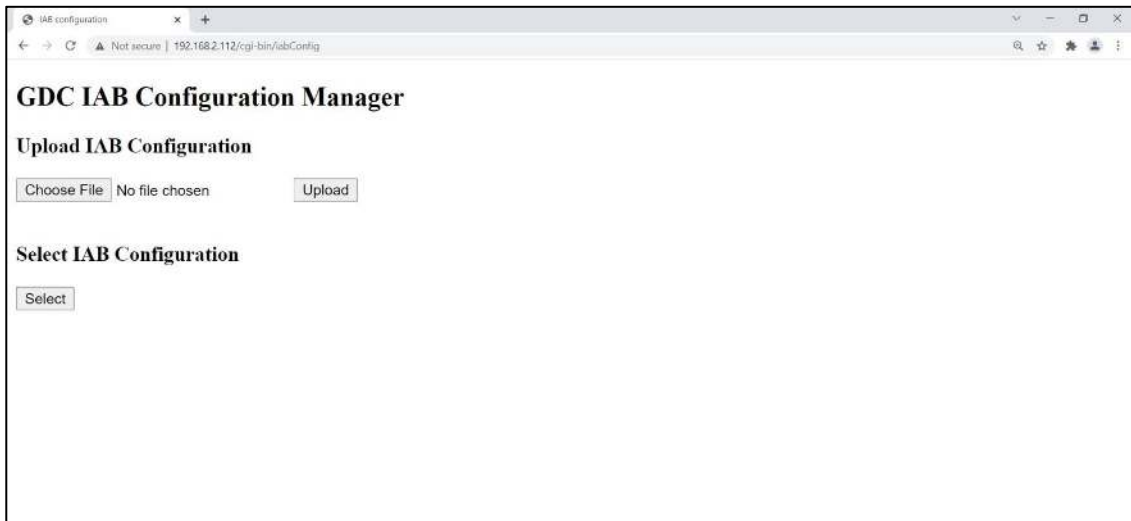 IAB configuration
Not secure | 192.168.2.112/cgi-bin/iabConfig
GDC IAB Configuration Manager
Upload IAB Configuration
Choose File No file chosen Upload
Select IAB Configuration
Select